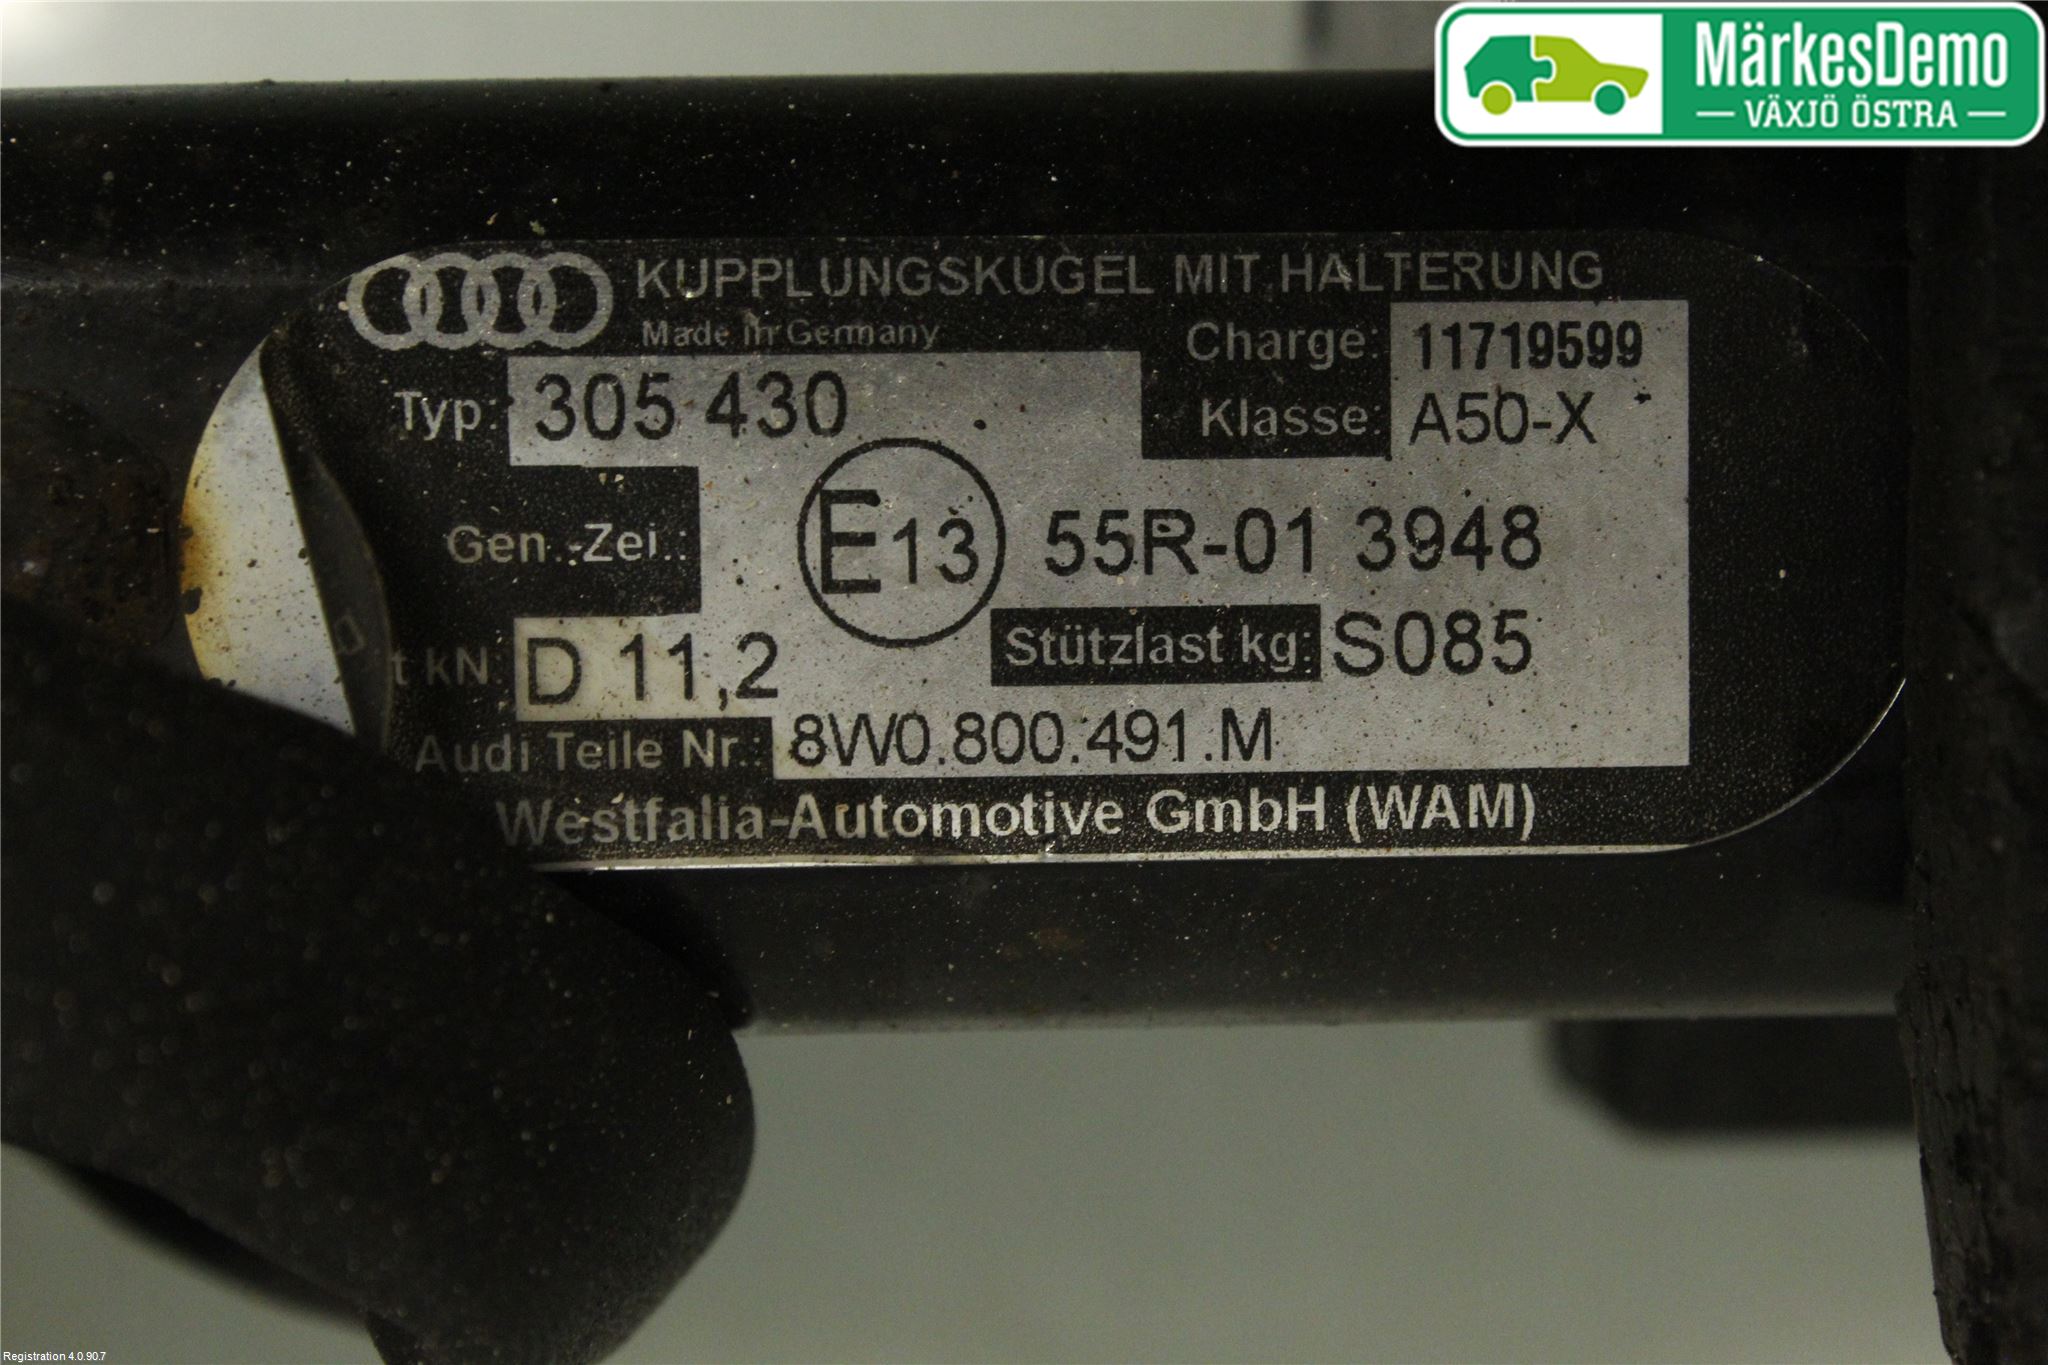 MärkesDemo
VÄXJÖ ÖSTRA
KUPPLUNGSKUGEL MIT HALTERUNG
Made in Germany
Charge: 11719599
Typ: 305 430
Klasse: A50-X
Gen.-Zei.: E13 55R-01 3948
t kN: D 11,2
Stützlast kg: S085
Audi Teile Nr.: 8W0.800.491.M
Westfalia-Automotive GmbH (WAM)
Registration 4.0.90.7